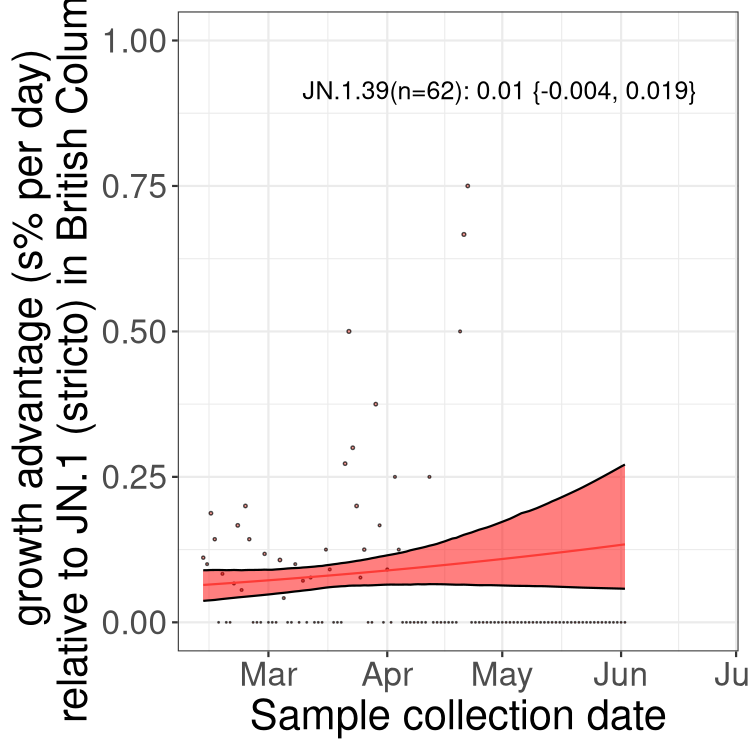 growth advantage (s% per day)
relative to JN.1 (stricto) in British Colum
1.00
0.75
0.50
0.25
0.00
JN.1.39(n=62): 0.01 {-0.004, 0.019}
Mar Apr May Jun Ju
Sample collection date